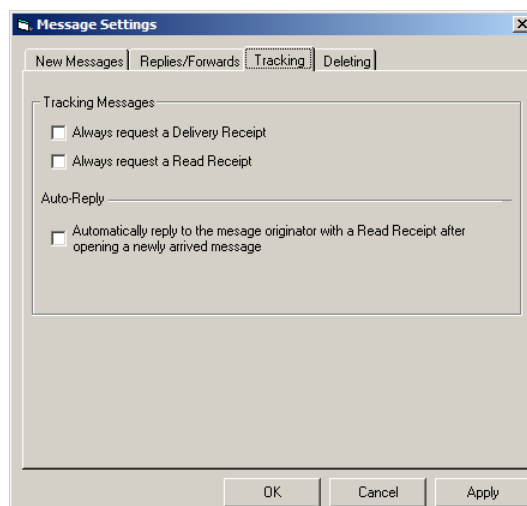 Message Settings
New Messages
Replies/Forwards
Tracking
Deleting
Tracking Messages
Always request a Delivery Receipt
Always request a Read Receipt
Auto-Reply
Automatically reply to the mesage originator with a Read Receipt after
opening a newly arrived message
OK
Cancel
Apply